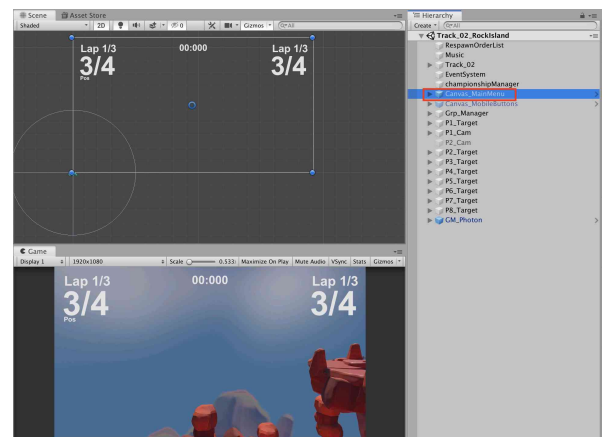 Scene Asset Store
Shaded 2D 0 Gizmos All
Lap 1/3 00:000 Lap 1/3
3/4 3/4
Pos
Game
Display 1 1920x1080 Scale 0.533x Maximize On Play Mute Audio VSync Stats Gizmos
Lap 1/3 00:000 Lap 1/3
3/4 3/4
Pos
Hierarchy
Create All
Track_02_RockIsland
RespawnOrderList
Music
Track_02
EventSystem
championshipManager
Canvas_MainMenu
Canvas_MobileButtons
Grp_Manager
P1_Target
P1_Cam
P2_Cam
P2_Target
P3_Target
P4_Target
P5_Target
P6_Target
P7_Target
P8_Target
GM_Photon